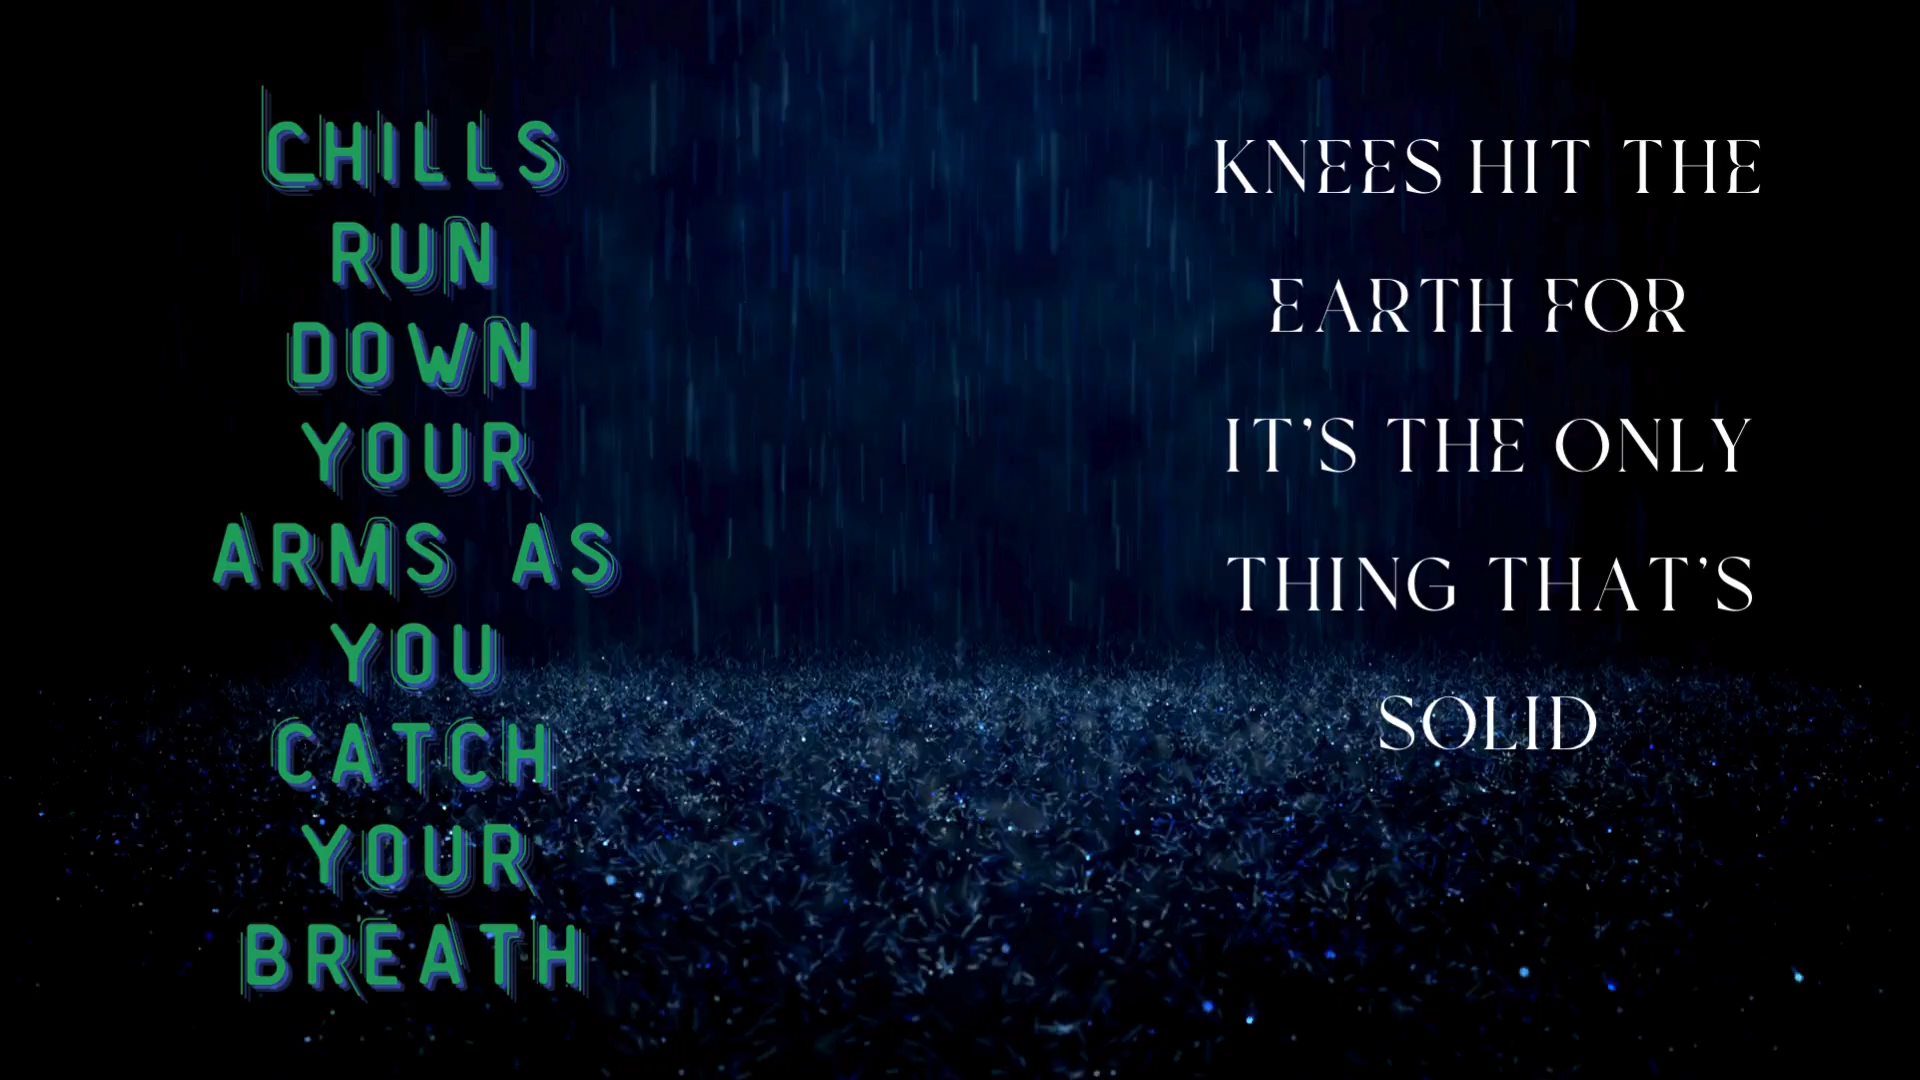 CHILLS
RUN
DOWN
YOUR
ARMS AS
YOU
CATCH
YOUR
BREATH
KNEES HIT THE
EARTH FOR
IT’S THE ONLY
THING THAT’S
SOLID